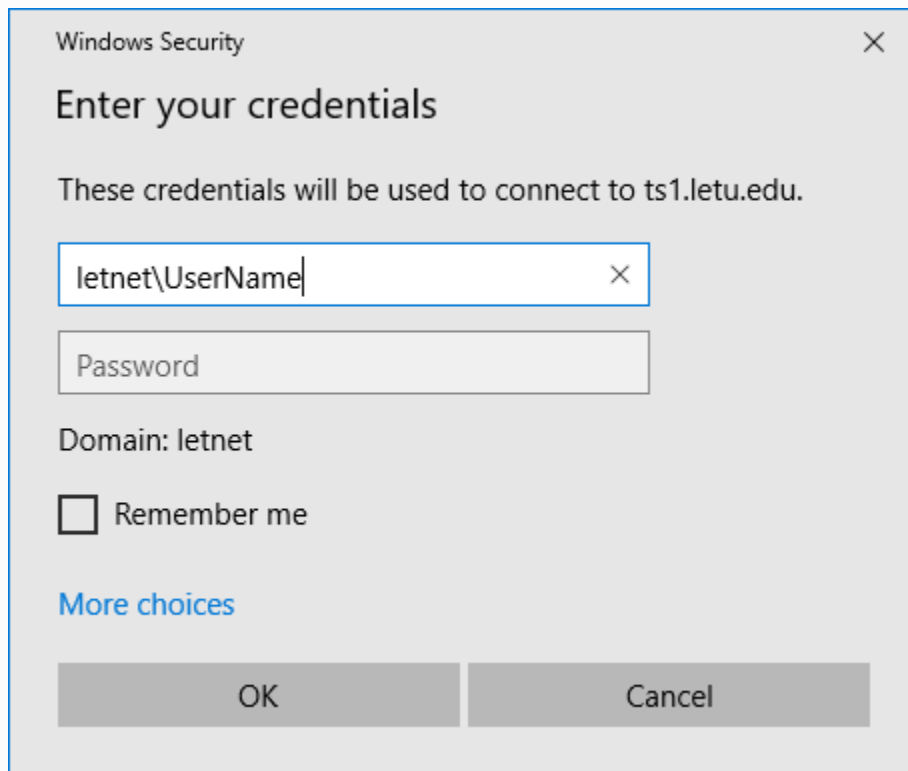 Windows Security
Enter your credentials
These credentials will be used to connect to ts1.letu.edu.
letnet\UserName
Password
Domain: letnet
Remember me
More choices
OK Cancel